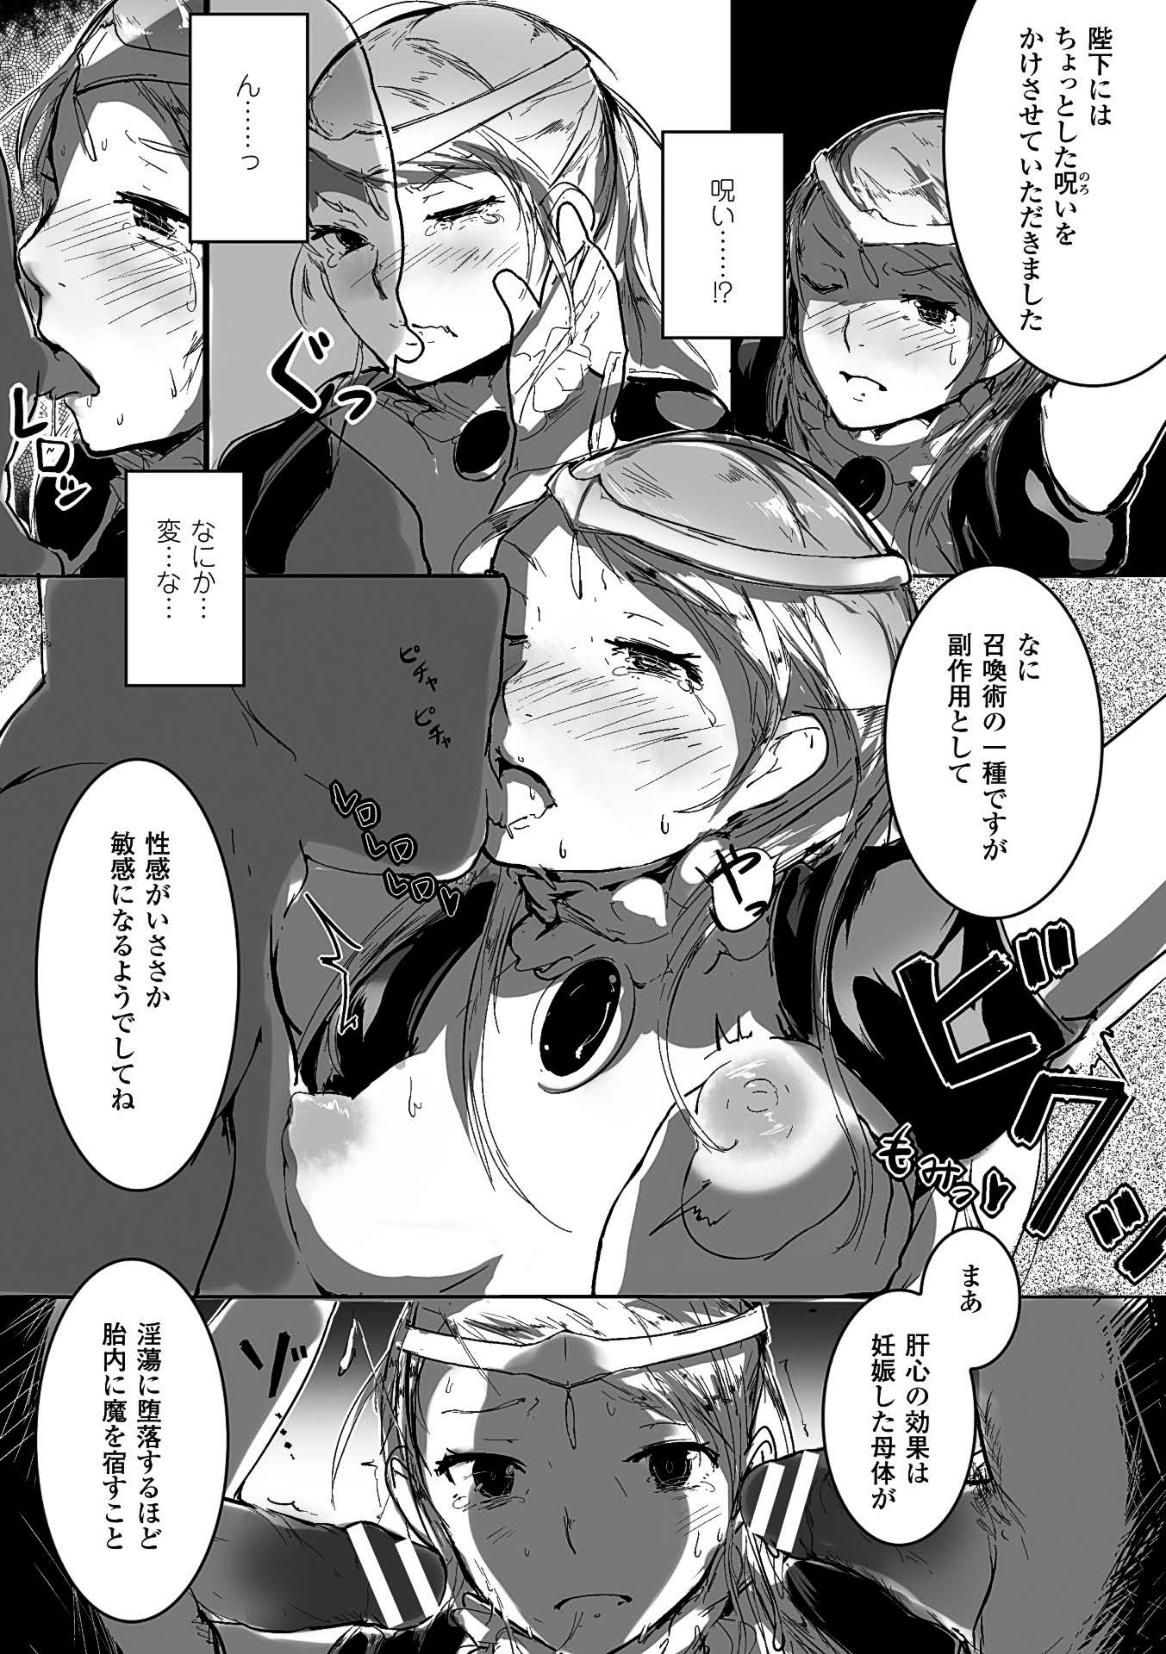 陛下には
ちょっとした呪いを
のろ
かけさせていただきました
呪い……!?
ん……っ
ぐっ
レロォッ
なにか…
変…な…
なに
召喚術の一種ですが
副作用として
ピチャ
ピチャ
レロ
レロ
レロ
やっ
性感がいささか
敏感になるようでしてね
ビクッ
もみっ
まあ
肝心の効果は
妊娠した母体が
淫蕩に堕落するほど
胎内に魔を宿すこと